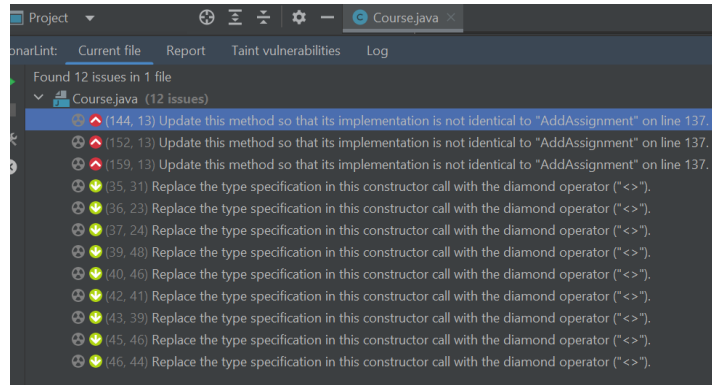 Project
Course.java
onarLint: Current file Report Taint vulnerabilities Log
Found 12 issues in 1 file
Course.java (12 issues)
(144, 13) Update this method so that its implementation is not identical to "AddAssignment" on line 137.
(152, 13) Update this method so that its implementation is not identical to "AddAssignment" on line 137.
(159, 13) Update this method so that its implementation is not identical to "AddAssignment" on line 137.
(35, 31) Replace the type specification in this constructor call with the diamond operator ("<>").
(36, 23) Replace the type specification in this constructor call with the diamond operator ("<>").
(37, 24) Replace the type specification in this constructor call with the diamond operator ("<>").
(39, 48) Replace the type specification in this constructor call with the diamond operator ("<>").
(40, 46) Replace the type specification in this constructor call with the diamond operator ("<>").
(42, 41) Replace the type specification in this constructor call with the diamond operator ("<>").
(43, 39) Replace the type specification in this constructor call with the diamond operator ("<>").
(45, 46) Replace the type specification in this constructor call with the diamond operator ("<>").
(46, 44) Replace the type specification in this constructor call with the diamond operator ("<>").